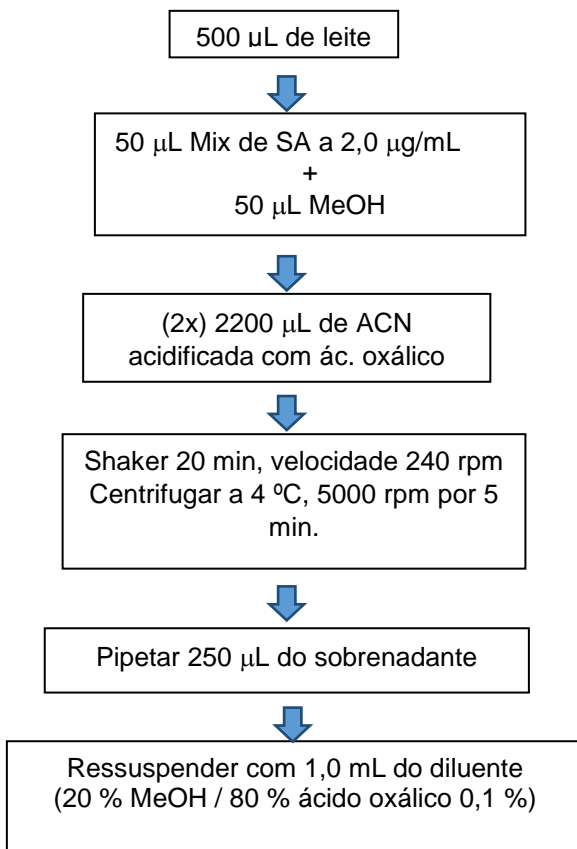 500 μL de leite
50 μL Mix de SA a 2,0 μg/mL
+
50 μL MeOH
(2x) 2200 μL de ACN
acidificada com ác. oxálico
Shaker 20 min, velocidade 240 rpm
Centrifugar a 4 ºC, 5000 rpm por 5
min.
Pipetar 250 μL do sobrenadante
Ressuspender com 1,0 mL do diluente
(20 % MeOH / 80 % ácido oxálico 0,1 %)